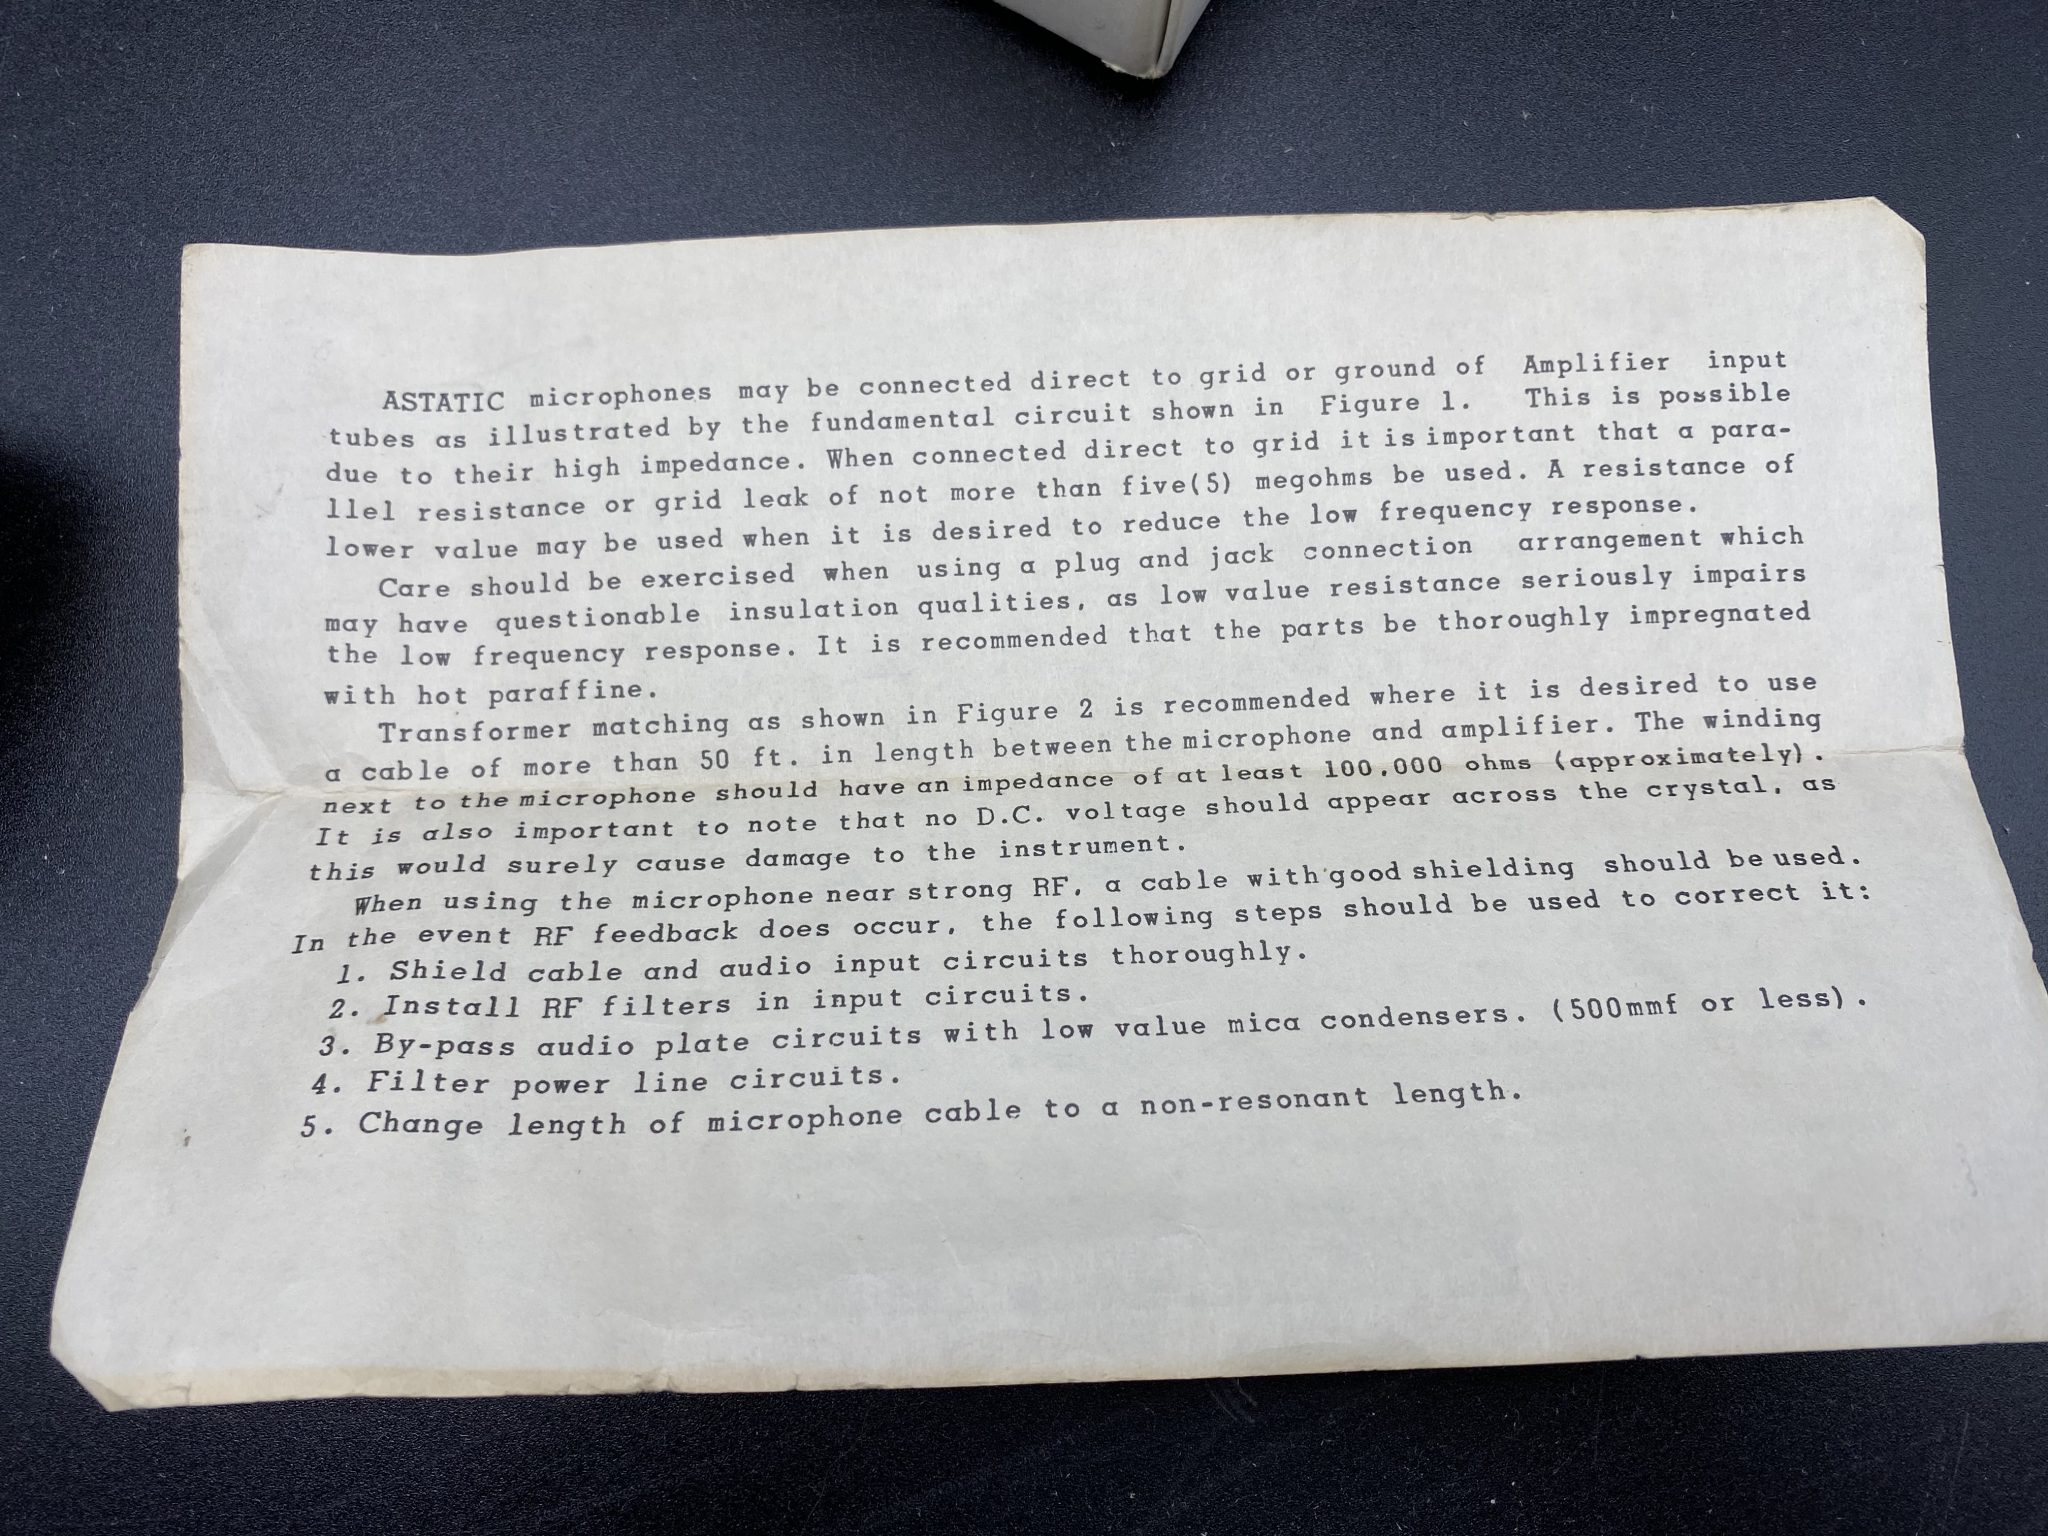 ASTATIC microphones may be connected direct to grid or ground of Amplifier input
tubes as illustrated by the fundamental circuit shown in Figure 1. This is possible
due to their high impedance. When connected direct to grid it is important that a para-
llel resistance or grid leak of not more than five(5) megohms be used. A resistance of
lower value may be used when it is desired to reduce the low frequency response.
Care should be exercised when using a plug and jack connection arrangement which
may have questionable insulation qualities, as low value resistance seriously impairs
the low frequency response. It is recommended that the parts be thoroughly impregnated
with hot paraffine.
Transformer matching as shown in Figure 2 is recommended where it is desired to use
a cable of more than 50 ft. in length between the microphone and amplifier. The winding
next to the microphone should have an impedance of at least 100,000 ohms (approximately).
It is also important to note that no D.C. voltage should appear across the crystal, as
this would surely cause damage to the instrument.
When using the microphone near strong RF, a cable with good shielding should be used.
In the event RF feedback does occur, the following steps should be used to correct it:
1. Shield cable and audio input circuits thoroughly.
2. Install RF filters in input circuits.
3. By-pass audio plate circuits with low value mica condensers. (500mmf or less).
4. Filter power line circuits.
5. Change length of microphone cable to a non-resonant length.